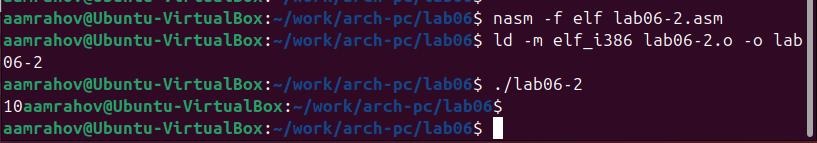 aamrahov@Ubuntu-VirtualBox:~/work/arch-pc/lab06$ nasm -f elf lab06-2.asm
aamrahov@Ubuntu-VirtualBox:~/work/arch-pc/lab06$ ld -m elf_i386 lab06-2.o -o lab
06-2
aamrahov@Ubuntu-VirtualBox:~/work/arch-pc/lab06$ ./lab06-2
10aamrahov@Ubuntu-VirtualBox:~/work/arch-pc/lab06$
aamrahov@Ubuntu-VirtualBox:~/work/arch-pc/lab06$